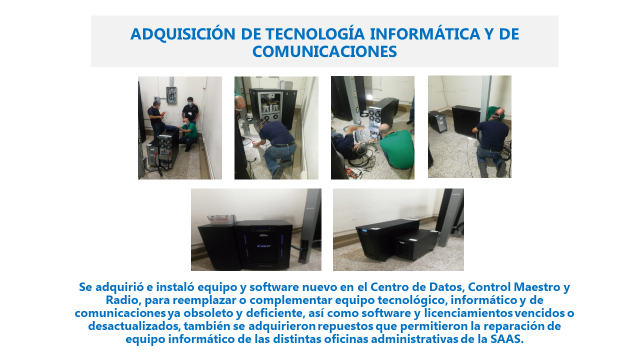 ADQUISICIÓN DE TECNOLOGÍA INFORMÁTICA Y DE
COMUNICACIONES
Se adquirió e instaló equipo y software nuevo en el Centro de Datos, Control Maestro y
Radio, para reemplazar o complementar equipo tecnológico, informático y de
comunicaciones ya obsoleto y deficiente, así como software y licenciamientos vencidos o
desactualizados, también se adquirieron repuestos que permitieron la reparación de
equipo informático de las distintas oficinas administrativas de la SAAS.